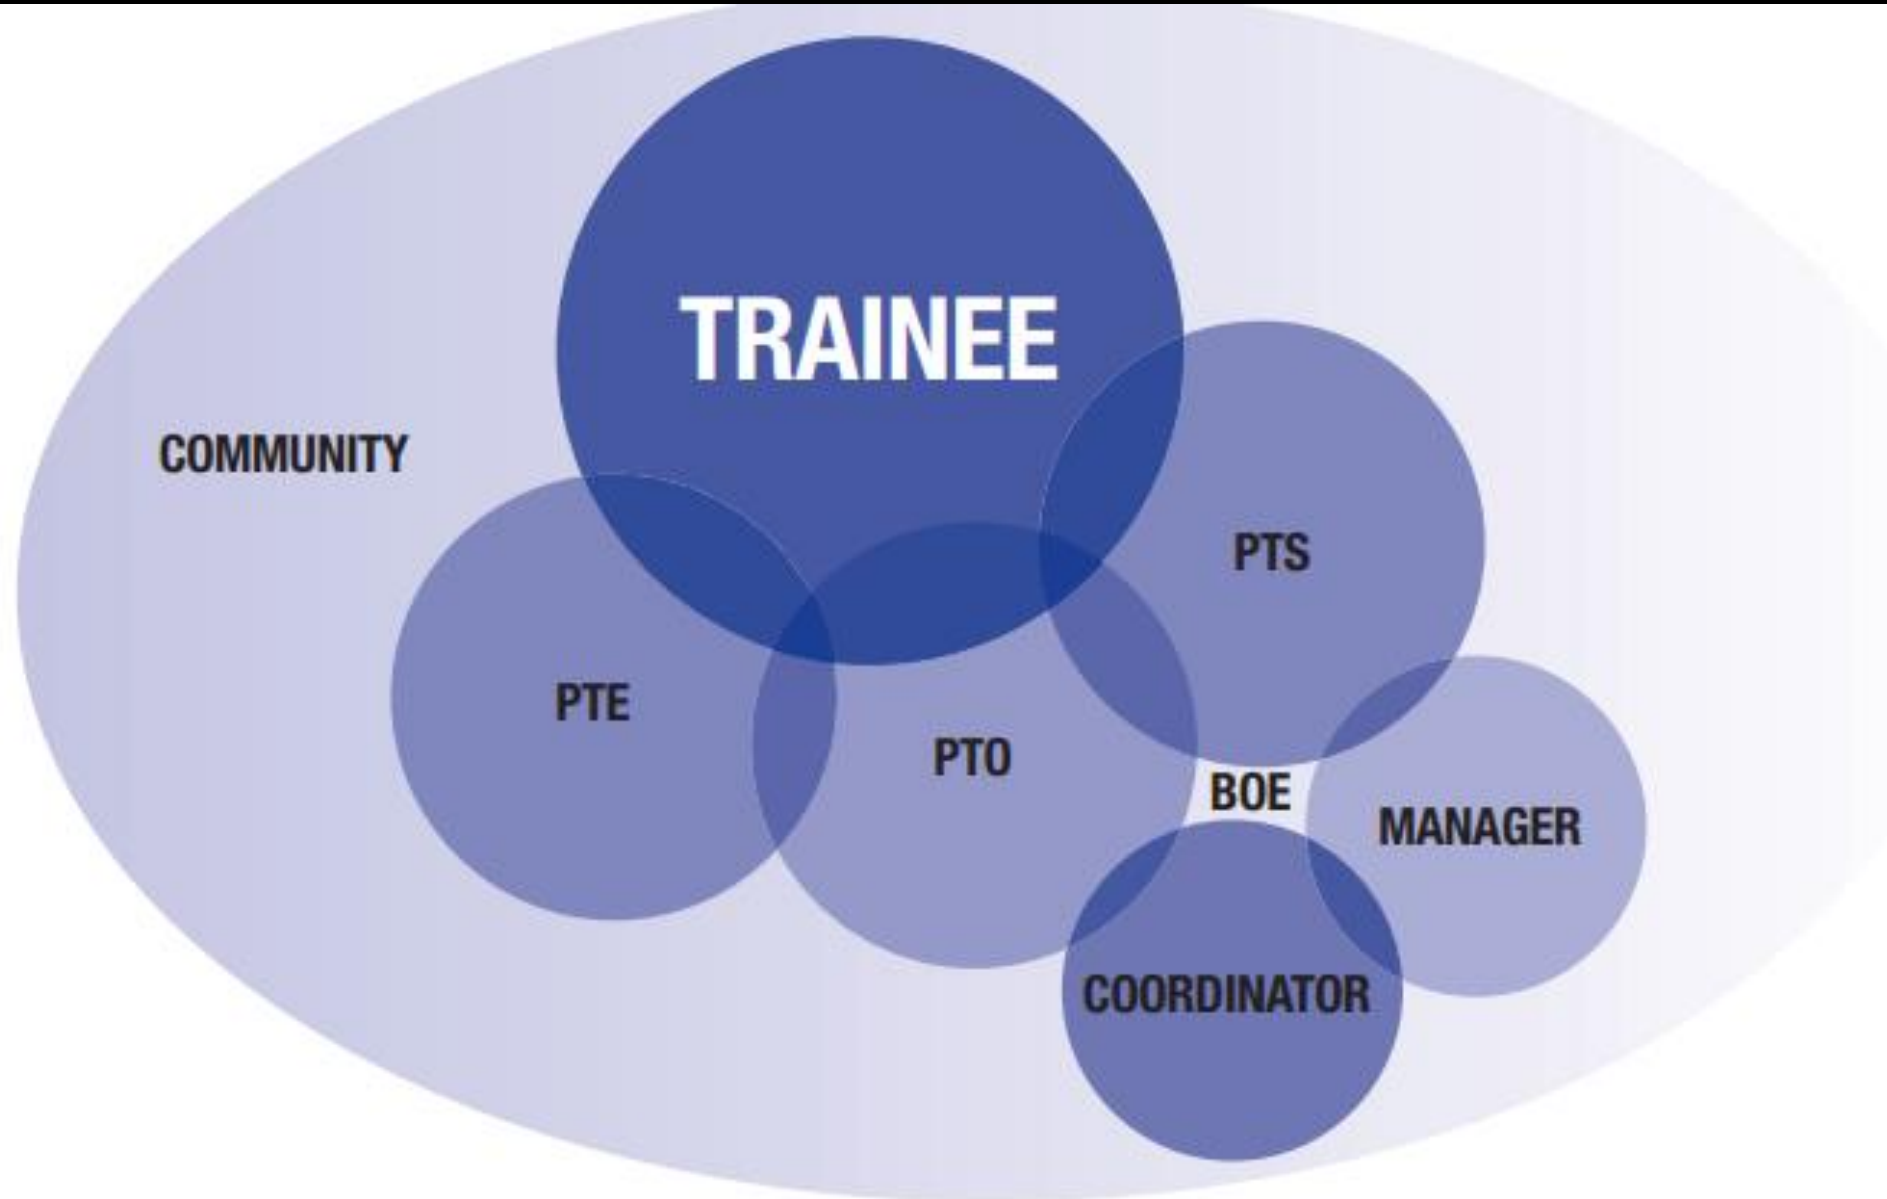 TRAINEE
COMMUNITY
PTS
PTE
PTO
BOE
MANAGER
COORDINATOR